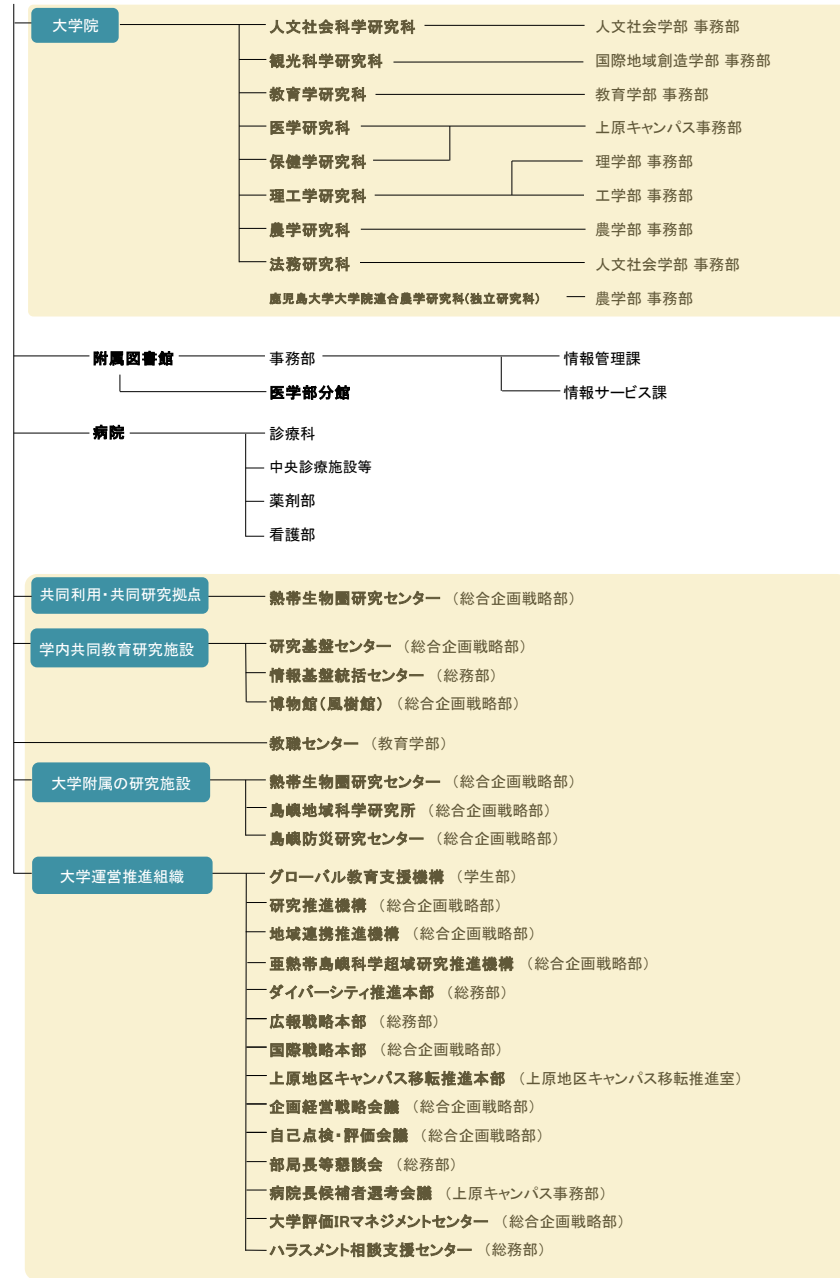 大学院 人文社会科学研究科 人文社会学部 事務部
観光科学研究科 国際地域創造学部 事務部
教育学研究科 教育学部 事務部
医学研究科 上原キャンパス事務部
保健学研究科 理学部 事務部
理工学研究科 工学部 事務部
農学研究科 農学部 事務部
法務研究科 人文社会学部 事務部
鹿児島大学大学院連合農学研究科(独立研究科) 農学部 事務部
附属図書館 事務部 情報管理課
医学部分館 情報サービス課
病院 診療科
中央診療施設等
薬剤部
看護部
共同利用・共同研究拠点 熱帯生物圏研究センター (総合企画戦略部)
学内共同教育研究施設 研究基盤センター (総合企画戦略部)
情報基盤統括センター (総務部)
博物館(風樹館) (総合企画戦略部)
教職センター (教育学部)
大学附属の研究施設 熱帯生物圏研究センター (総合企画戦略部)
島嶼地域科学研究所 (総合企画戦略部)
島嶼防災研究センター (総合企画戦略部)
大学運営推進組織 グローバル教育支援機構 (学生部)
研究推進機構 (総合企画戦略部)
地域連携推進機構 (総合企画戦略部)
亜熱帯島嶼科学超域研究推進機構 (総合企画戦略部)
ダイバーシティ推進本部 (総務部)
広報戦略本部 (総務部)
国際戦略本部 (総合企画戦略部)
上原地区キャンパス移転推進本部 (上原地区キャンパス移転推進室)
企画経営戦略会議 (総合企画戦略部)
自己点検・評価会議 (総合企画戦略部)
部局長等懇談会 (総務部)
病院長候補者選考会議 (上原キャンパス事務部)
大学評価IRマネジメントセンター (総合企画戦略部)
ハラスメント相談支援センター (総務部)